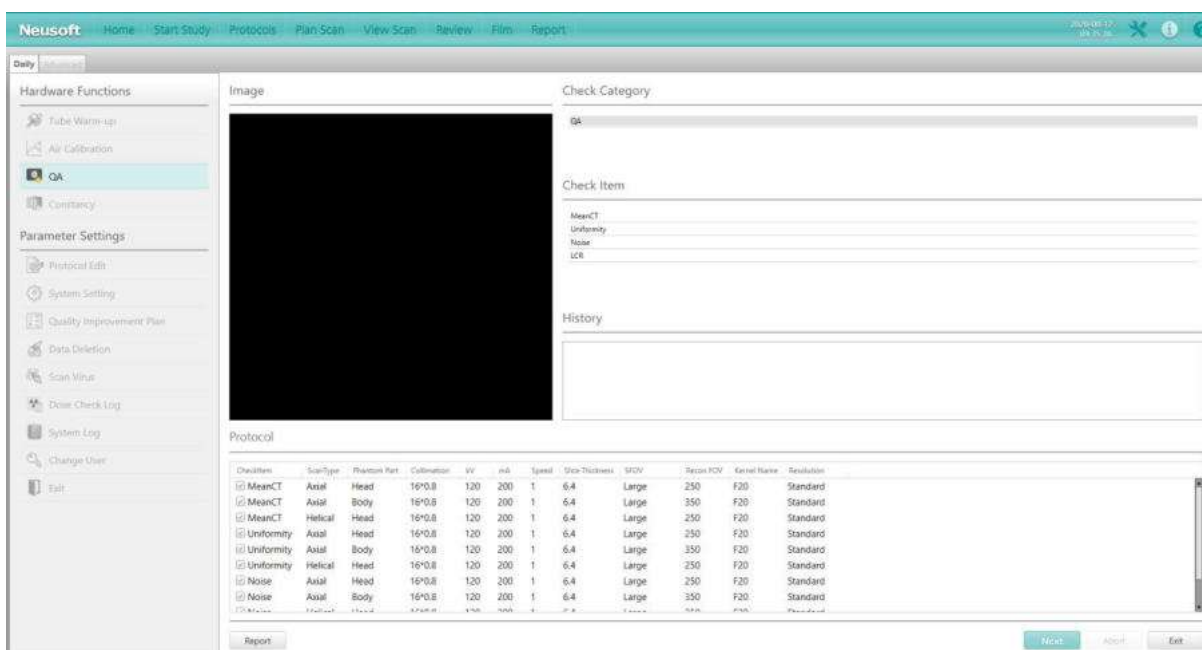 Neusoft Home Start Study Protocols Plan Scan View Scan Review Film Report
Daily Advanced
Hardware Functions
Tube Warm-up
Air Calibration
QA
Constancy
Parameter Settings
Protocol Edit
System Setting
Quality Improvement Plan
Data Deletion
Scan Virus
Dose Check Log
System Log
Change User
Exit
Image
Check Category
QA
Check Item
MeanCT
Uniformity
Noise
LCR
History
Protocol
CheckItem ScanType Phantom Part Collimation kV mA Speed Slice Thickness SFOV Recon FOV Kernel Name Resolution
MeanCT Axial Head 16*0.8 120 200 1 6.4 Large 250 F20 Standard
MeanCT Axial Body 16*0.8 120 200 1 6.4 Large 350 F20 Standard
MeanCT Helical Head 16*0.8 120 200 1 6.4 Large 250 F20 Standard
Uniformity Axial Head 16*0.8 120 200 1 6.4 Large 250 F20 Standard
Uniformity Axial Body 16*0.8 120 200 1 6.4 Large 350 F20 Standard
Uniformity Helical Head 16*0.8 120 200 1 6.4 Large 250 F20 Standard
Noise Axial Head 16*0.8 120 200 1 6.4 Large 250 F20 Standard
Noise Axial Body 16*0.8 120 200 1 6.4 Large 350 F20 Standard
Report Next Abort Exit